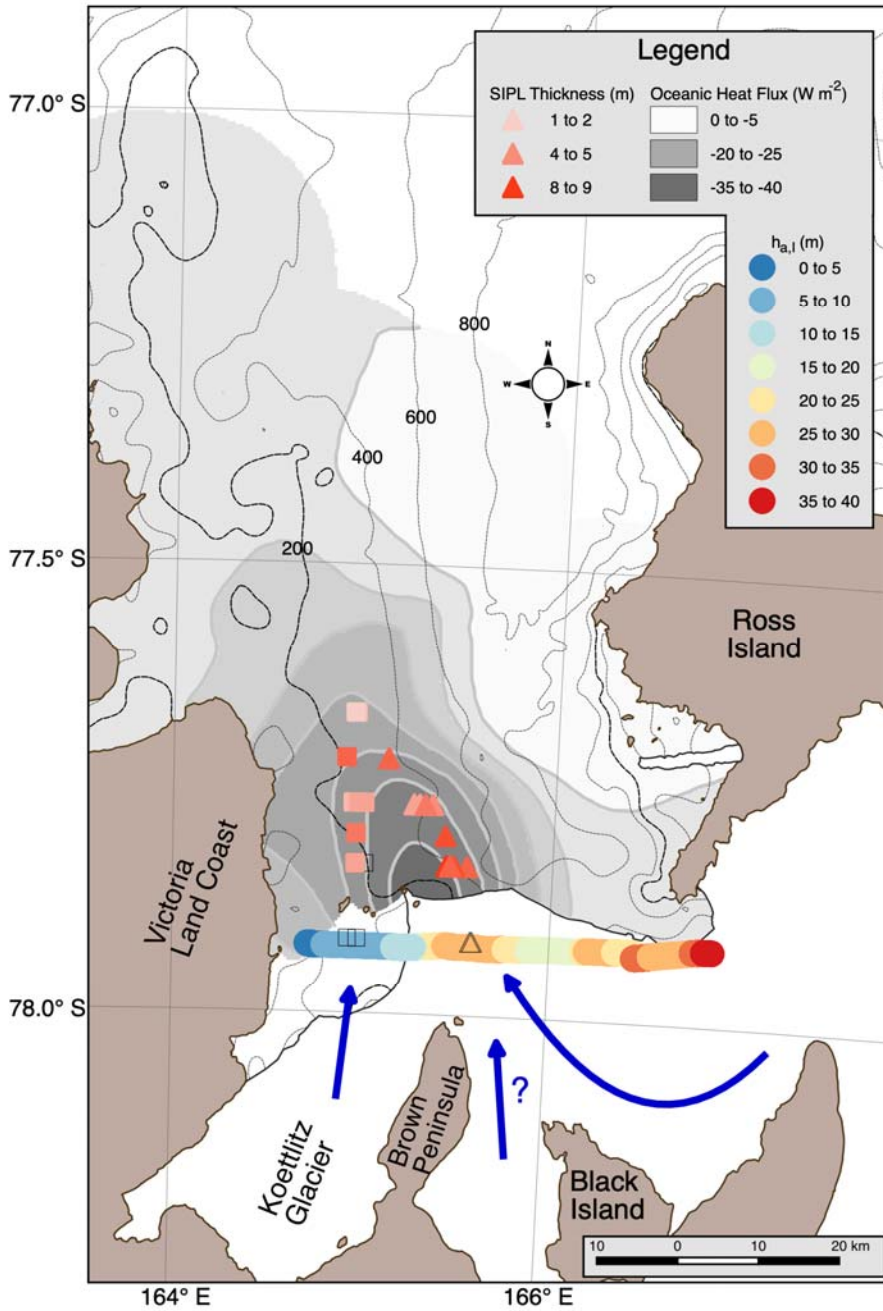 Legend
SIPL Thickness (m)
1 to 2
4 to 5
8 to 9
Oceanic Heat Flux (W m-2)
0 to -5
-20 to -25
-35 to -40
ha,l (m)
0 to 5
5 to 10
10 to 15
15 to 20
20 to 25
25 to 30
30 to 35
35 to 40
77.0° S
800
N
W
E
S
600
400
200
77.5° S
Ross
Island
Victoria
Land Coast
78.0° S
?
Koettlitz
Glacier
Brown
Peninsula
Black
Island
10 0 10 20 km
164° E
166° E